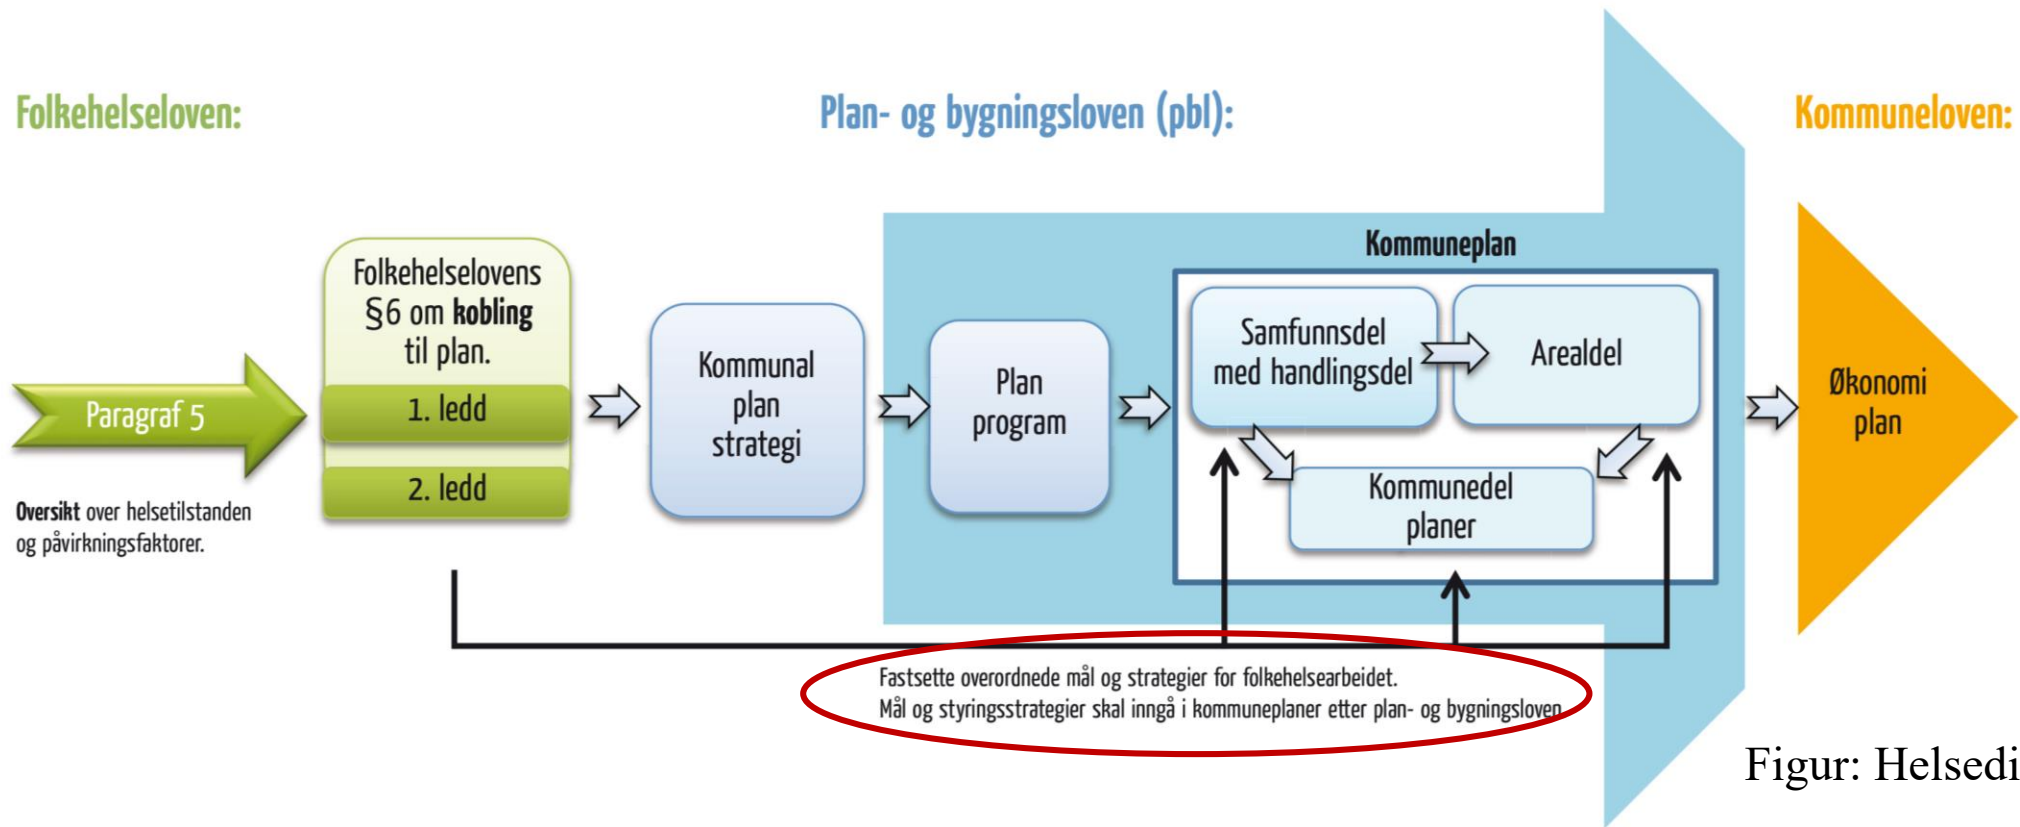 Folkehelseloven:
Plan- og bygningsloven (pbl):
Kommuneloven:
Paragraf 5
Oversikt over helsetilstanden
og påvirkningsfaktorer.
Folkehelselovens
§6 om kobling
til plan.
1. ledd
2. ledd
Kommunal
plan
strategi
Plan
program
Kommuneplan
Samfunnsdel
med handlingsdel
Arealdel
Kommunedel
planer
Økonomi
plan
Fastsette overordnede mål og strategier for folkehelsearbeidet.
Mål og styringsstrategier skal inngå i kommuneplaner etter plan- og bygningsloven
Figur: Helsedi